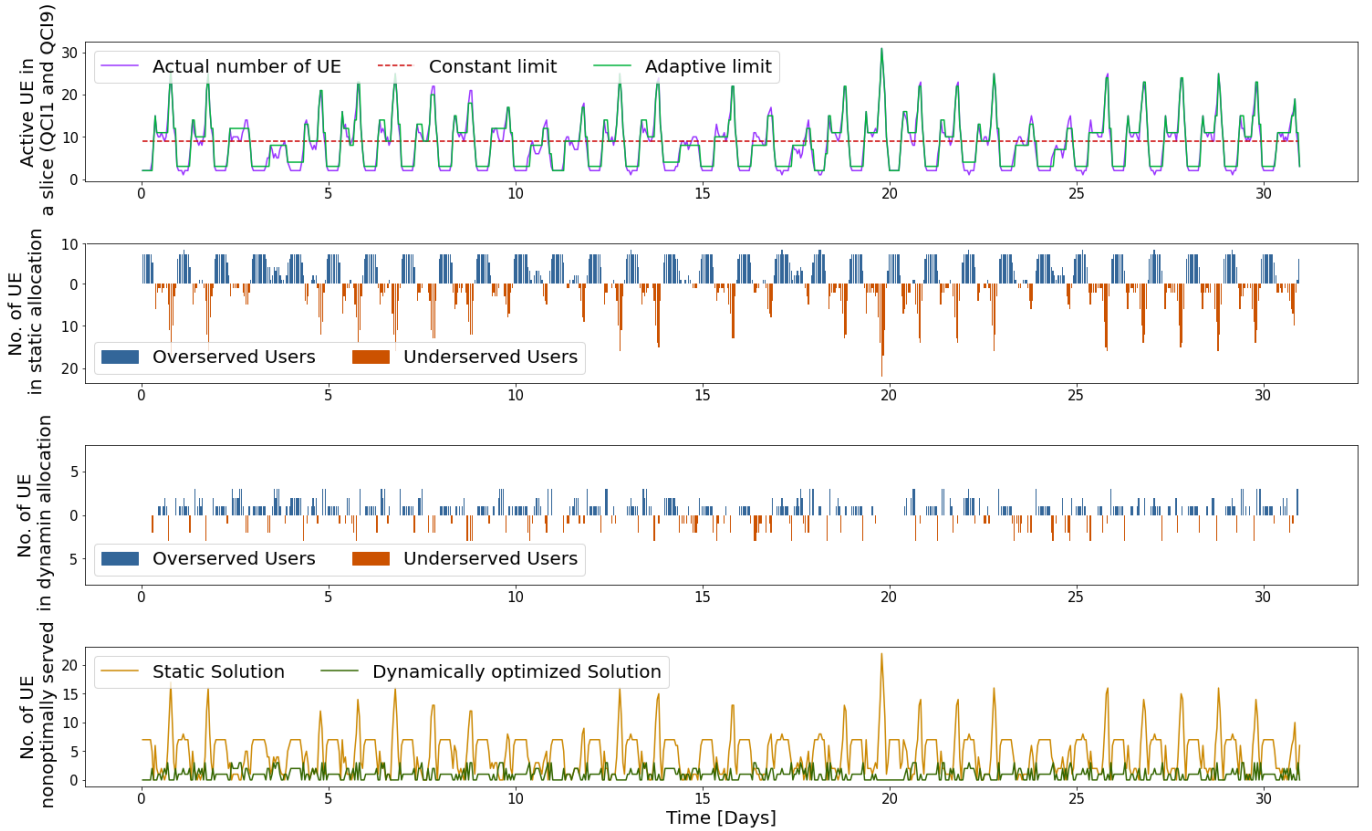 Active UE in
a slice (QCI1 and QCI9)
30
20
10
0
Actual number of UE
Constant limit
Adaptive limit
0 5 10 15 20 25 30
No. of UE
in static allocation
10
0
10
20
Overserved Users
Underserved Users
0 5 10 15 20 25 30
No. of UE
in dynamin allocation
5
0
5
Overserved Users
Underserved Users
0 5 10 15 20 25 30
No. of UE
nonoptimally served
20
15
10
5
0
Static Solution
Dynamically optimized Solution
0 5 10 15 20 25 30
Time [Days]